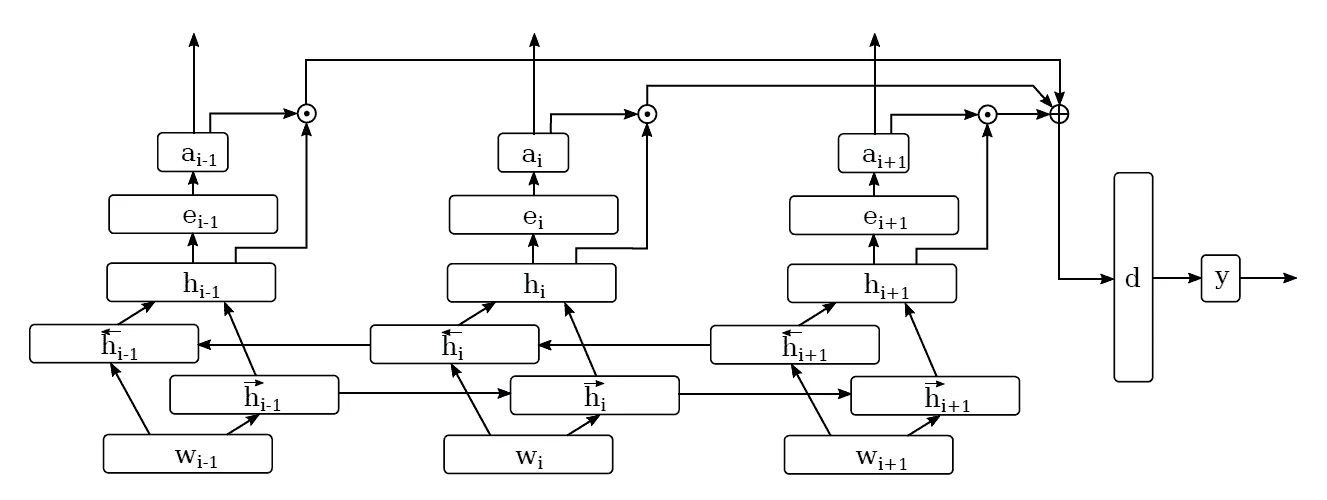 a_{i-1} a_i a_{i+1}
e_{i-1} e_i e_{i+1}
h_{i-1} h_i h_{i+1} d y
\overleftarrow{h}_{i-1} \overleftarrow{h}_i \overleftarrow{h}_{i+1}
\overrightarrow{h}_{i-1} \overrightarrow{h}_i \overrightarrow{h}_{i+1}
w_{i-1} w_i w_{i+1}